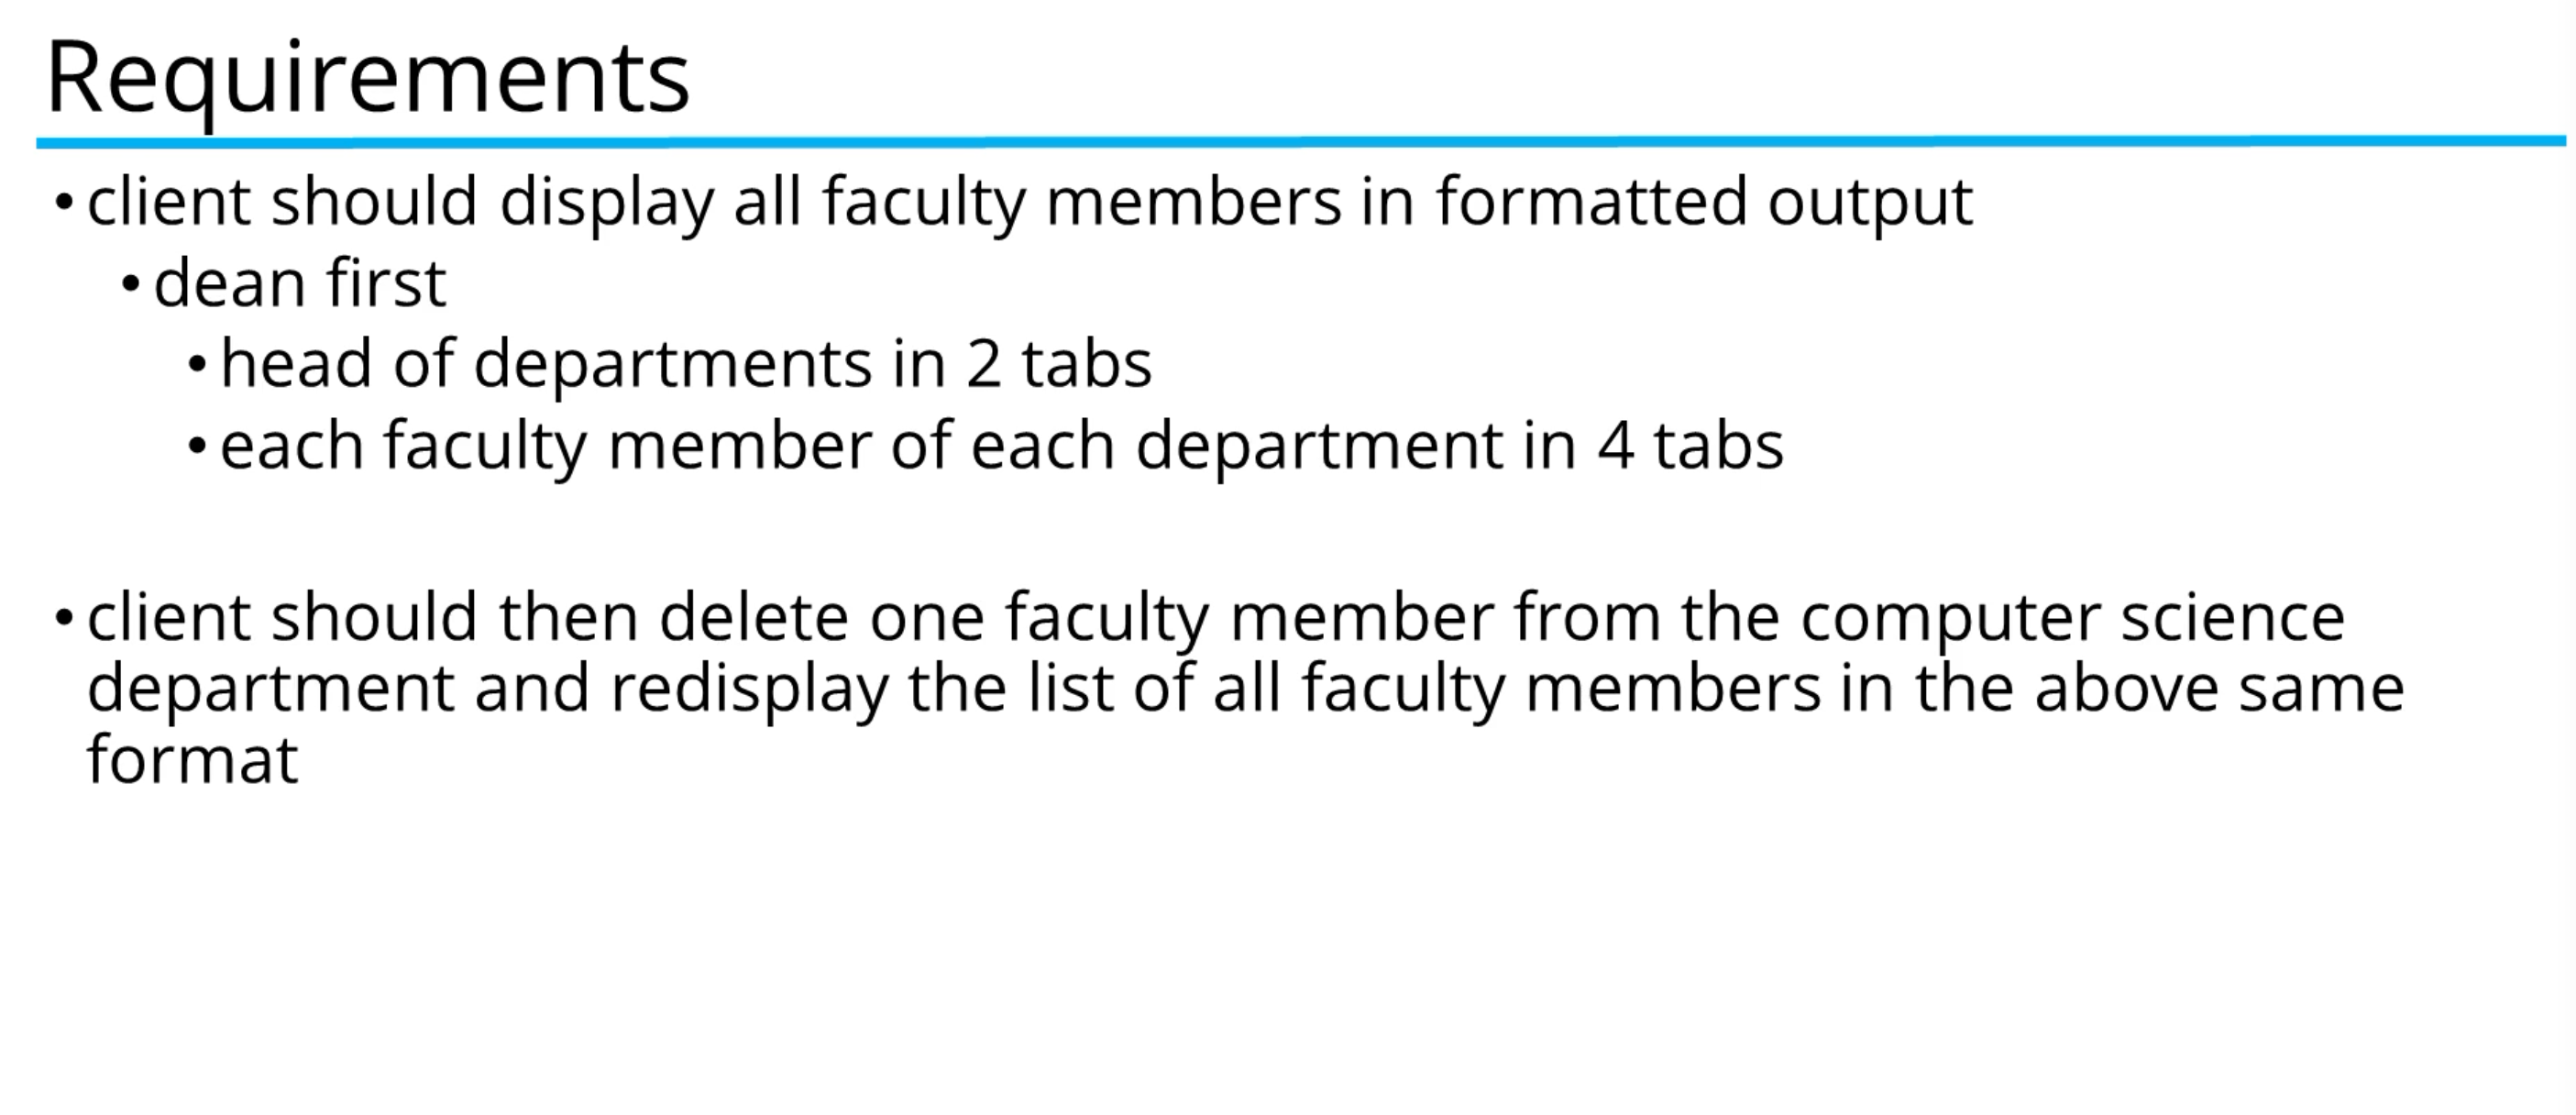 Requirements
• client should display all faculty members in formatted output
• dean first
• head of departments in 2 tabs
• each faculty member of each department in 4 tabs
• client should then delete one faculty member from the computer science
department and redisplay the list of all faculty members in the above same
format